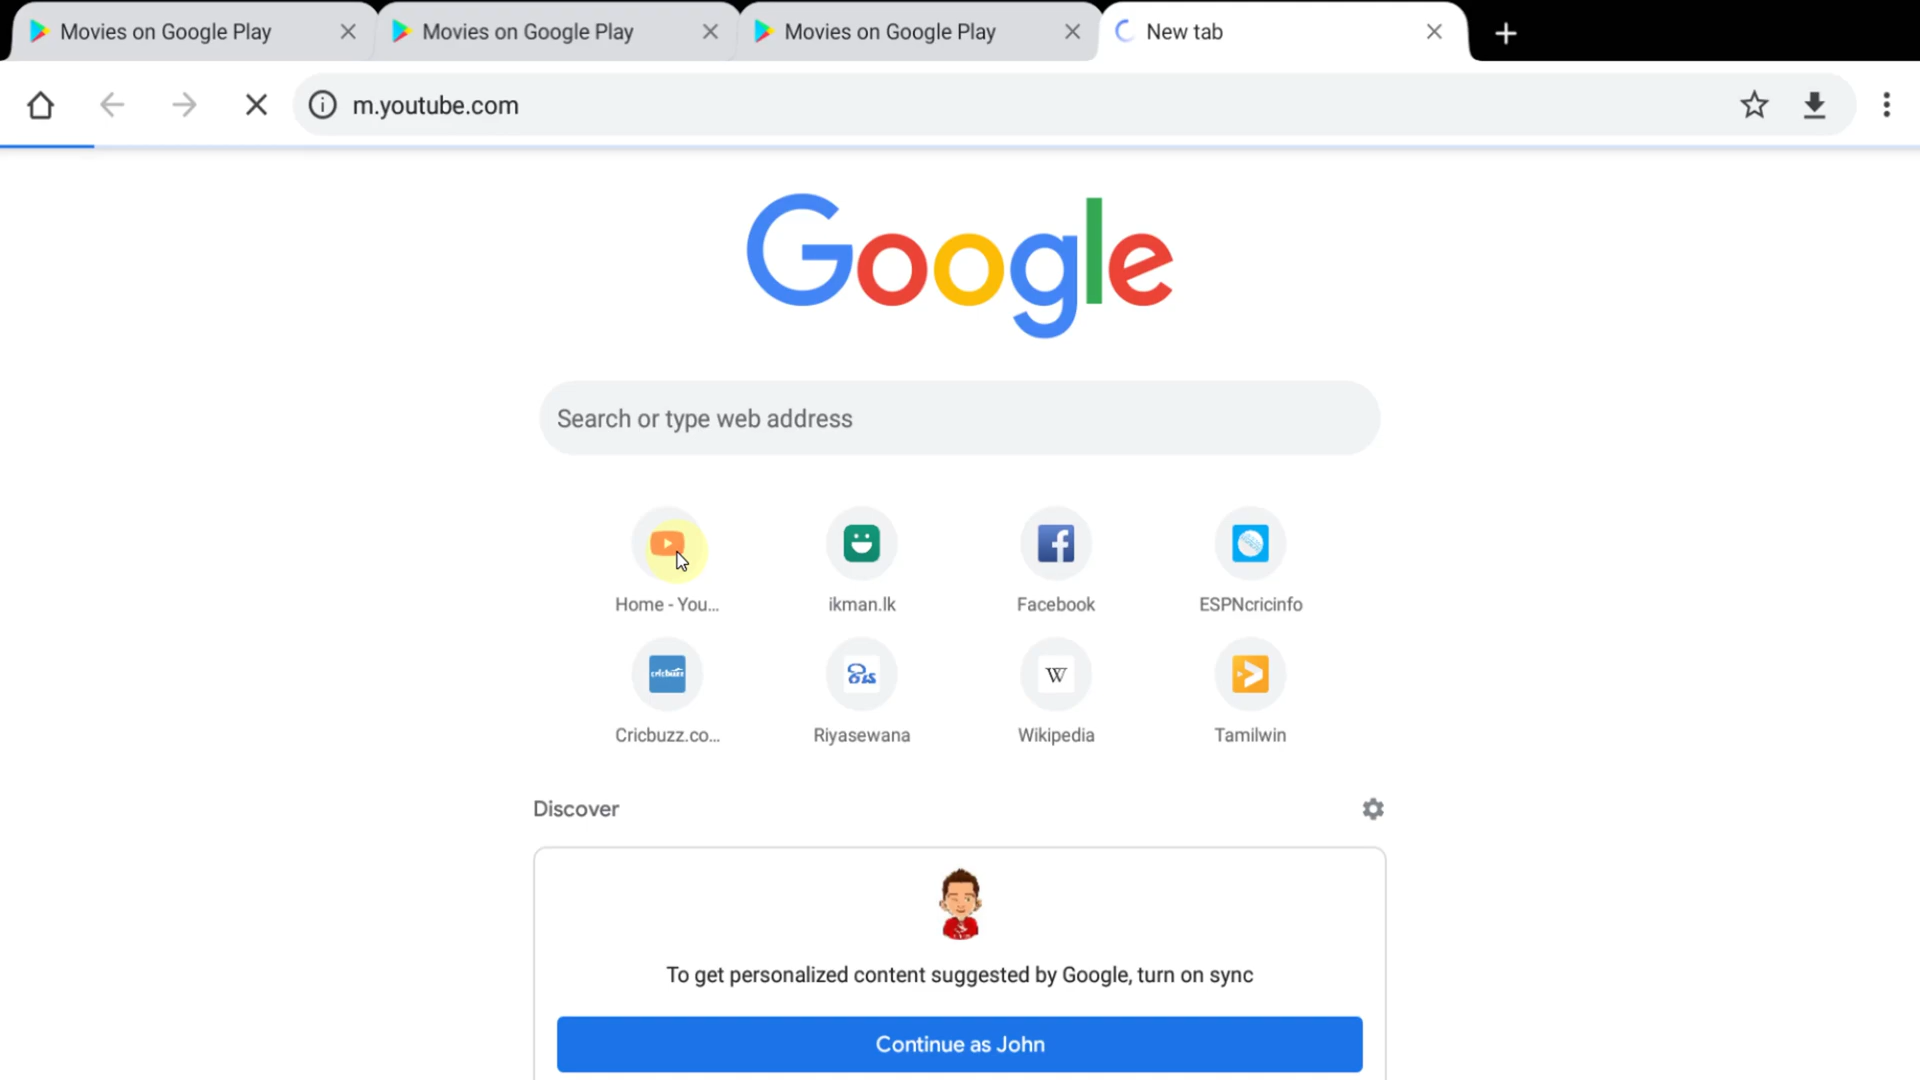 Movies on Google Play
Movies on Google Play
Movies on Google Play
New tab
m.youtube.com
Google
Search or type web address
Home - You...
ikman.lk
Facebook
ESPNcricinfo
cricbuzz
W
Cricbuzz.co...
Riyasewana
Wikipedia
Tamilwin
Discover
To get personalized content suggested by Google, turn on sync
Continue as John